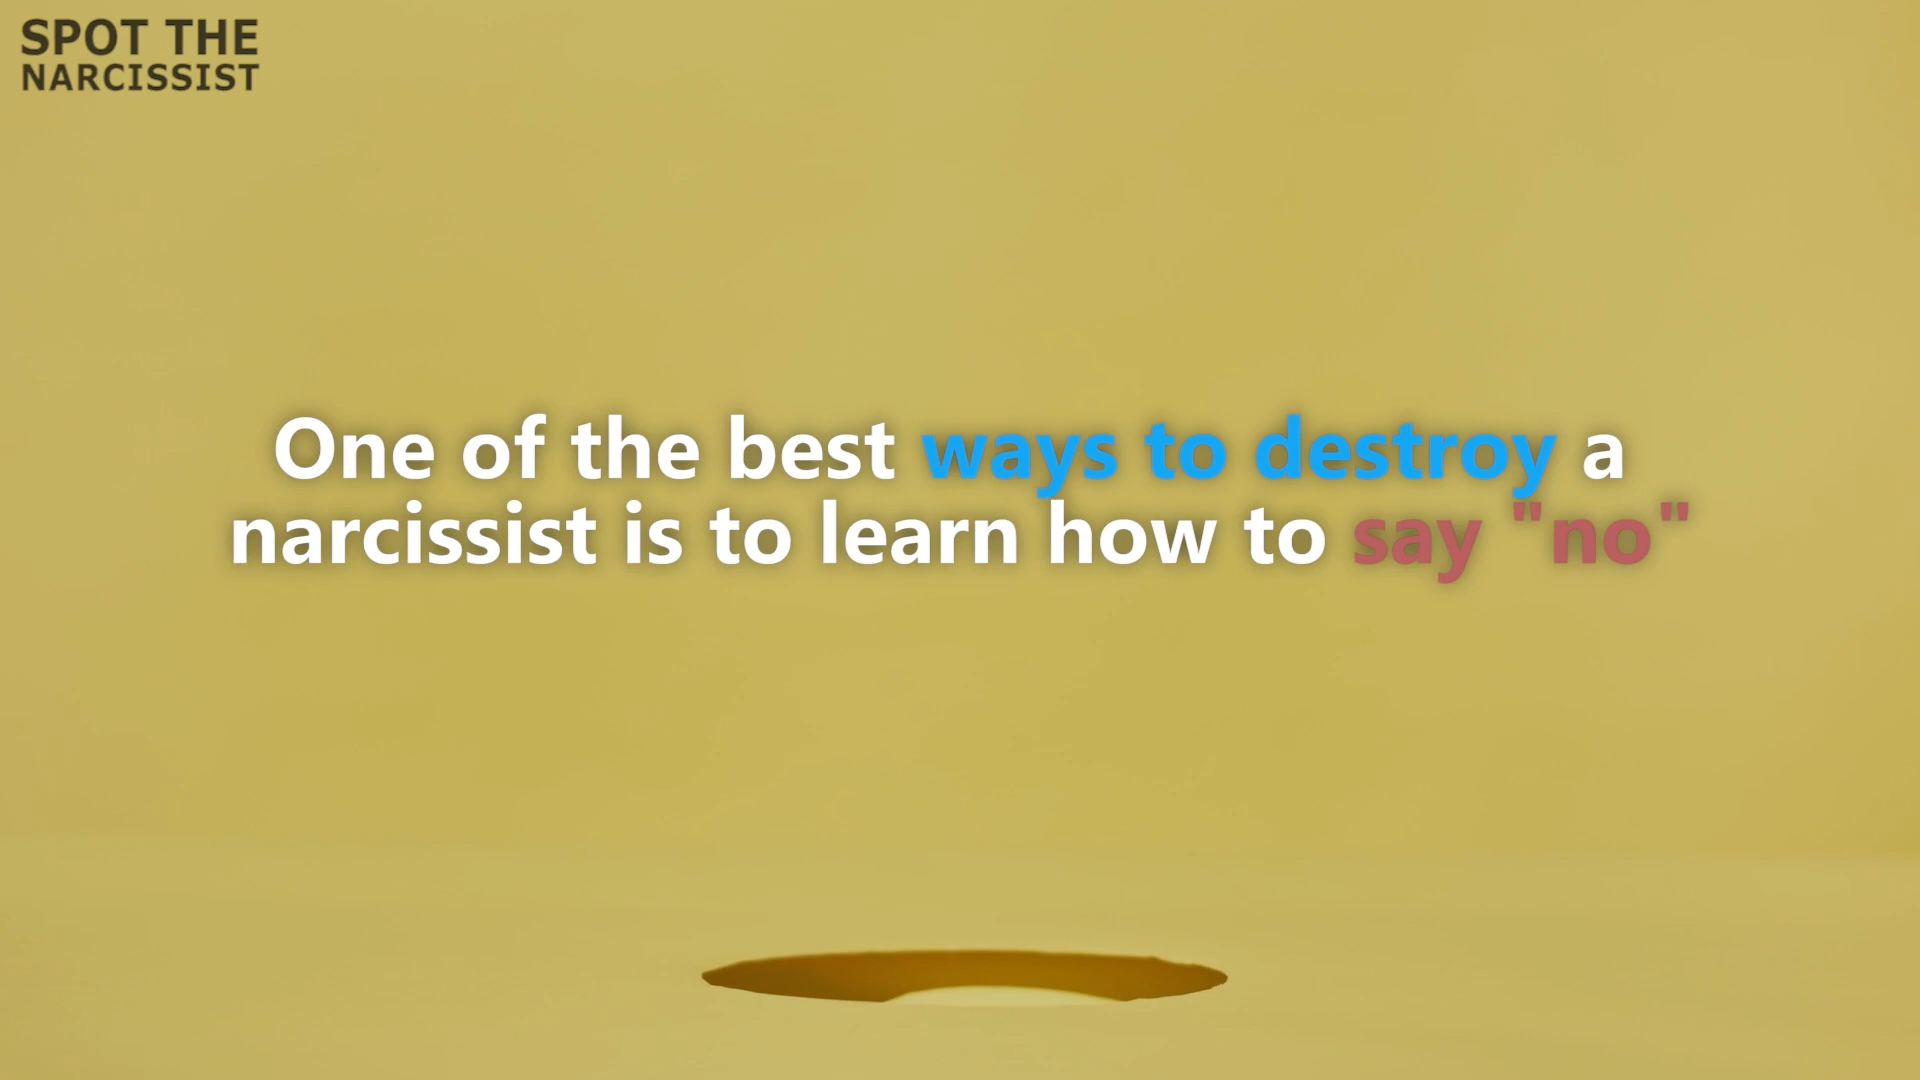 SPOT THE
NARCISSIST
One of the best ways to destroy a
narcissist is to learn how to say "no"